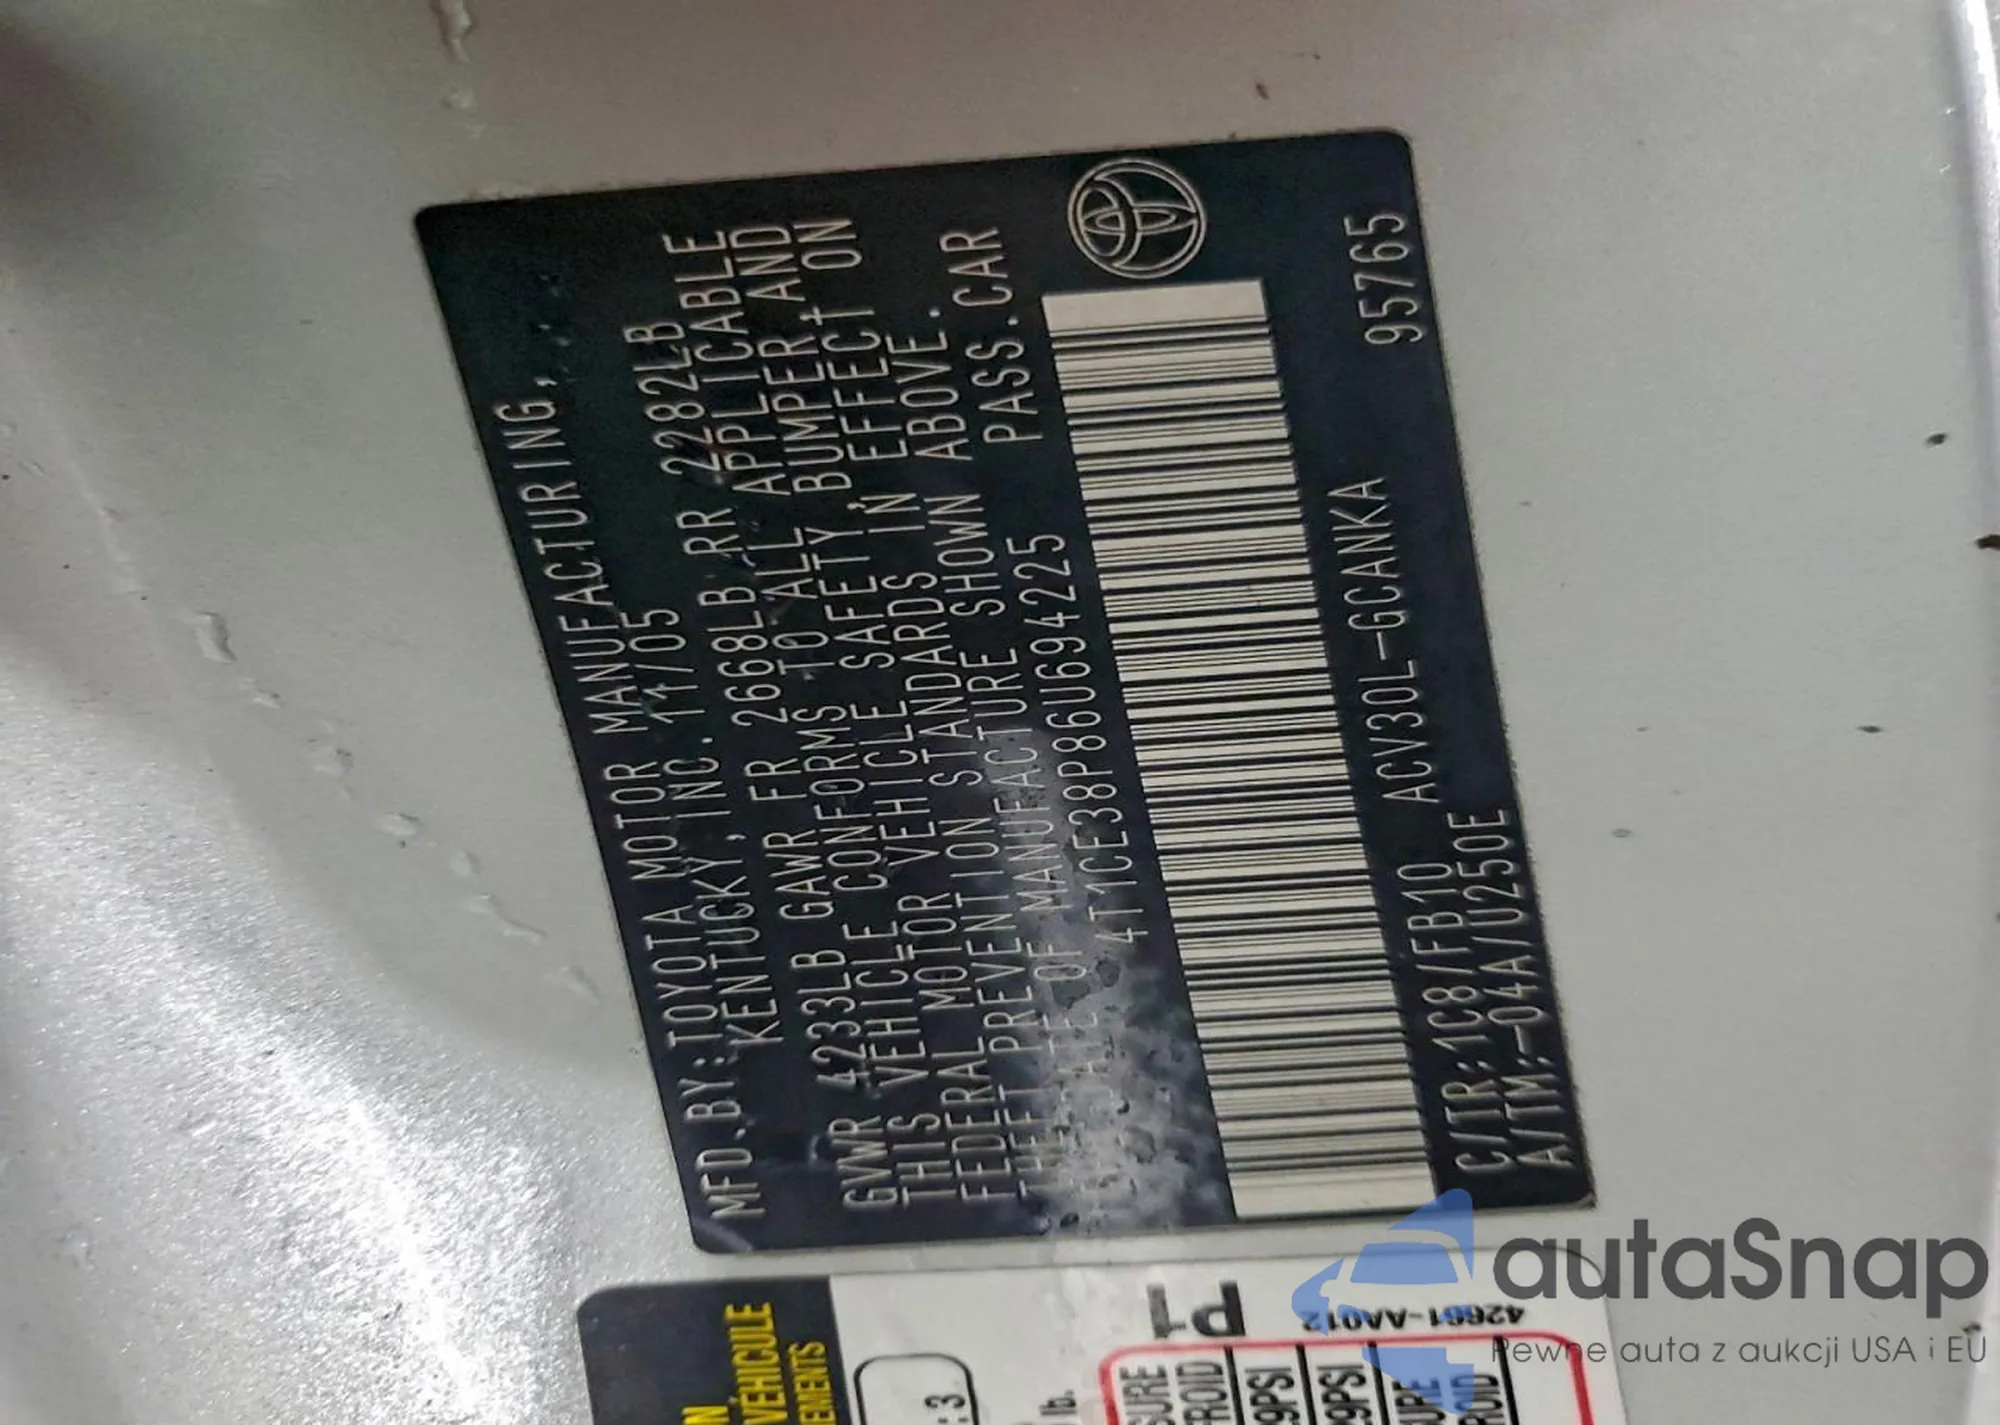 MFD.BY:TOYOTA MOTOR MANUFACTURING,
KENTUCKY, INC. 11/05
GVWR 4233LB GAWR FR 2668LB RR 2282LB
THIS VEHICLE CONFORMS TO ALL APPLICABLE
FEDERAL MOTOR VEHICLE SAFETY, BUMPER, AND
THEFT PREVENTION STANDARDS IN EFFECT ON
THE DATE OF MANUFACTURE SHOWN ABOVE.
4T1CE38P86U694225 PASS.CAR
C/TR:1C8/FB10 ACV30L-GCANKA 95765
A/TM:-04A/U250E
VEHICULE
42661-AA012
autaSnap
Pewne auta z aukcji USA i EU